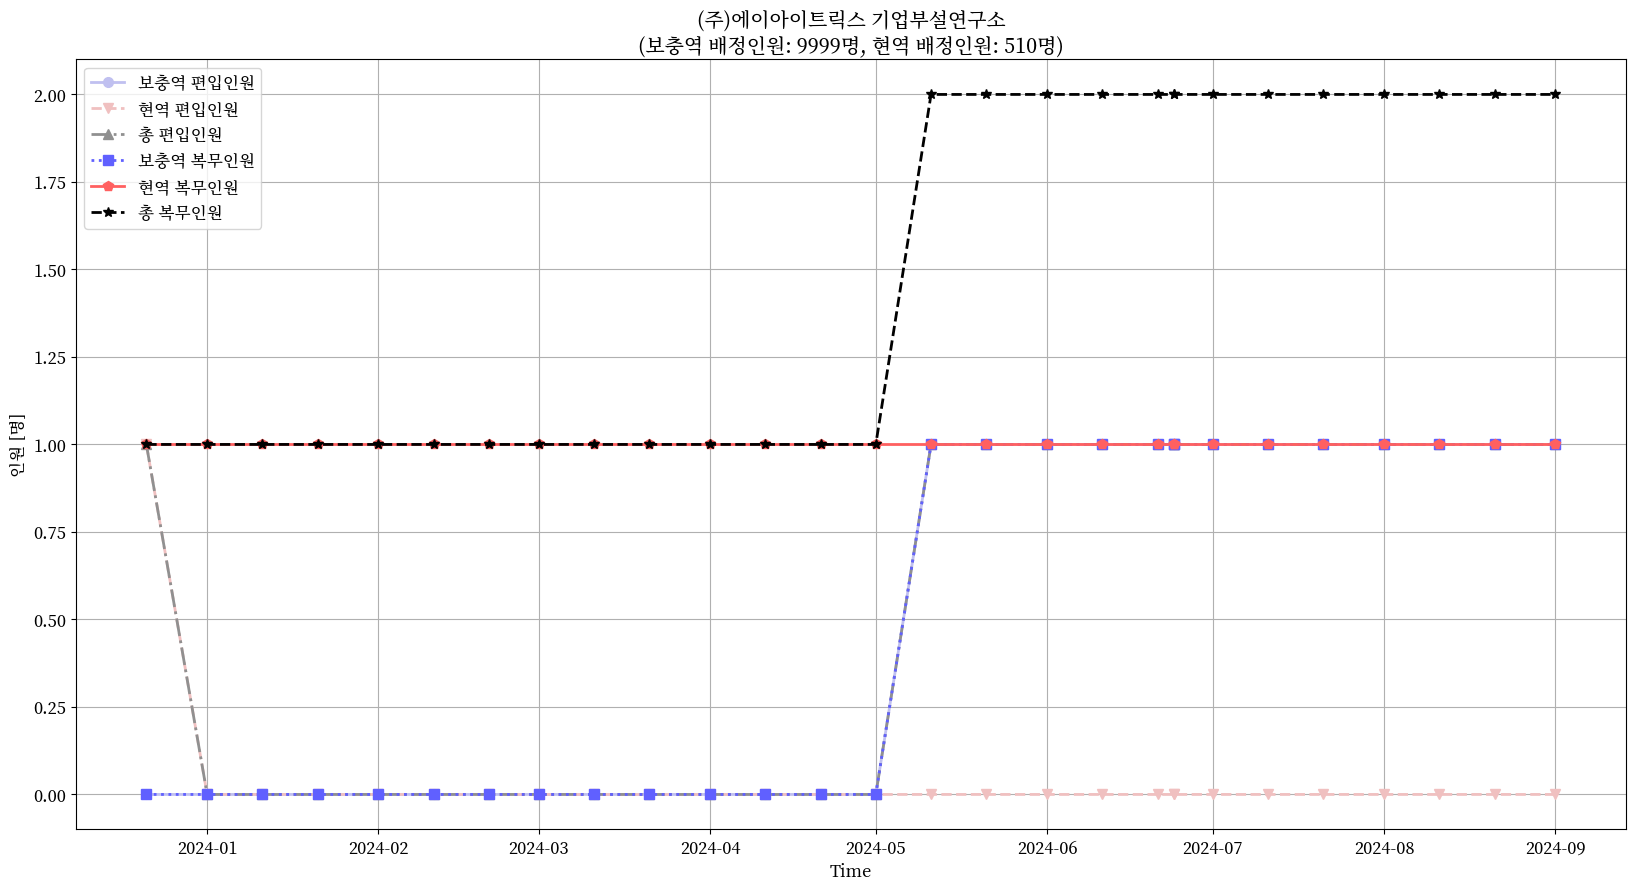 (주)에이아이트릭스 기업부설연구소
(보충역 배정인원: 9999명, 현역 배정인원: 510명)
보충역 편입인원
현역 편입인원
총 편입인원
보충역 복무인원
현역 복무인원
총 복무인원
2.00
1.75
1.50
1.25
1.00
0.75
0.50
0.25
0.00
인원 [명]
2024-01
2024-02
2024-03
2024-04
2024-05
2024-06
2024-07
2024-08
2024-09
Time